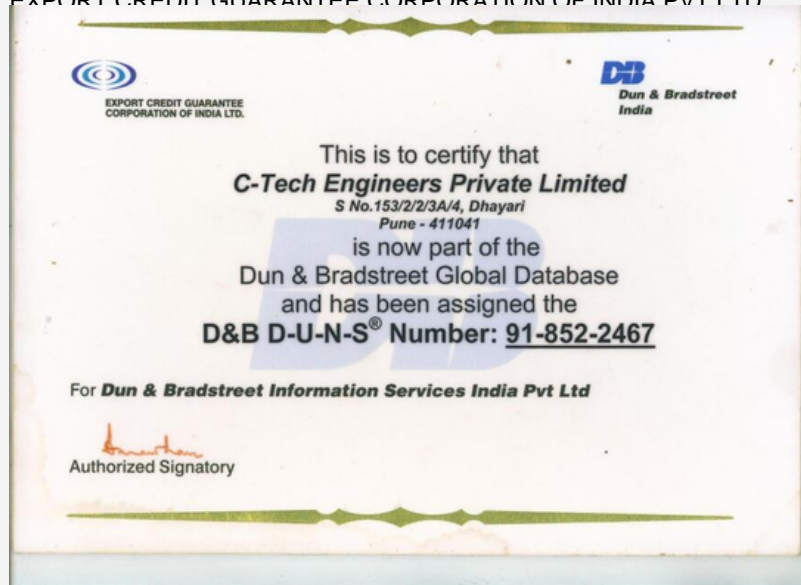 EXPORT CREDIT GUARANTEE CORPORATION OF INDIA PVT LTD
EXPORT CREDIT GUARANTEE
CORPORATION OF INDIA LTD.
DB
Dun & Bradstreet
India
This is to certify that
C-Tech Engineers Private Limited
S No.153/2/2/3A/4, Dhayari
Pune - 411041
is now part of the
Dun & Bradstreet Global Database
and has been assigned the
D&B D-U-N-S® Number: 91-852-2467
For Dun & Bradstreet Information Services India Pvt Ltd
Authorized Signatory